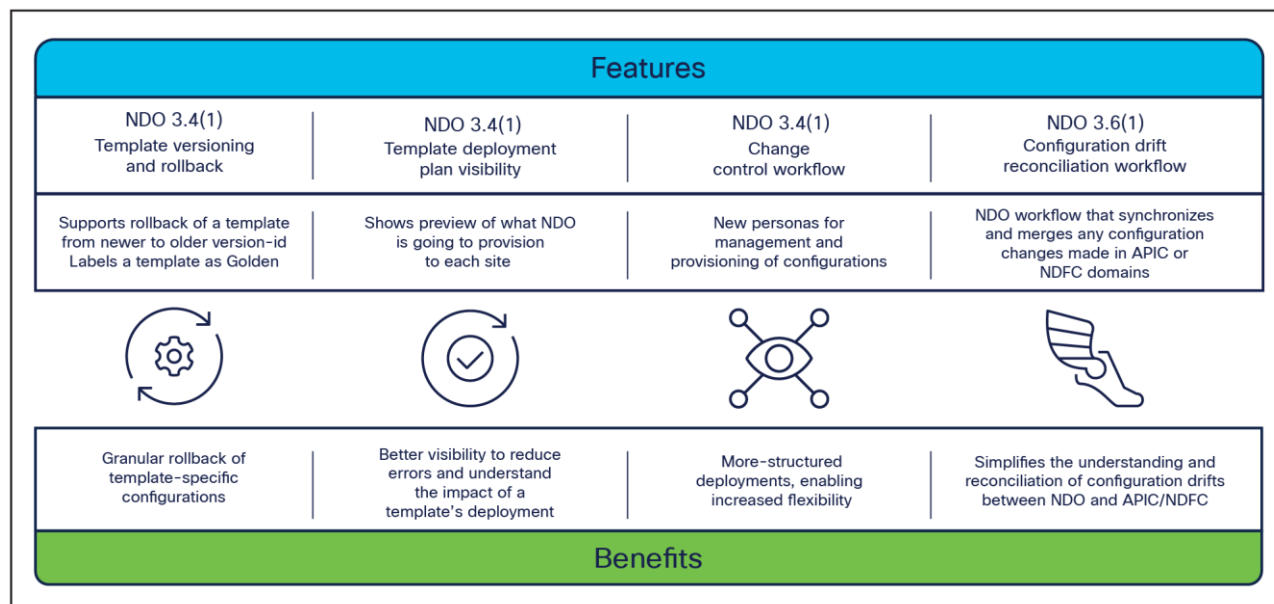 Features
NDO 3.4(1)
Template versioning
and rollback
NDO 3.4(1)
Template deployment
plan visibility
NDO 3.4(1)
Change
control workflow
NDO 3.6(1)
Configuration drift
reconciliation workflow
Supports rollback of a template
from newer to older version-id
Labels a template as Golden
Shows preview of what NDO
is going to provision
to each site
New personas for
management and
provisioning of configurations
NDO workflow that synchronizes
and merges any configuration
changes made in APIC or
NDFC domains
Granular rollback of
template-specific
configurations
Better visibility to reduce
errors and understand
the impact of a
template's deployment
More-structured
deployments, enabling
increased flexibility
Simplifies the understanding and
reconciliation of configuration drifts
between NDO and APIC/NDFC
Benefits